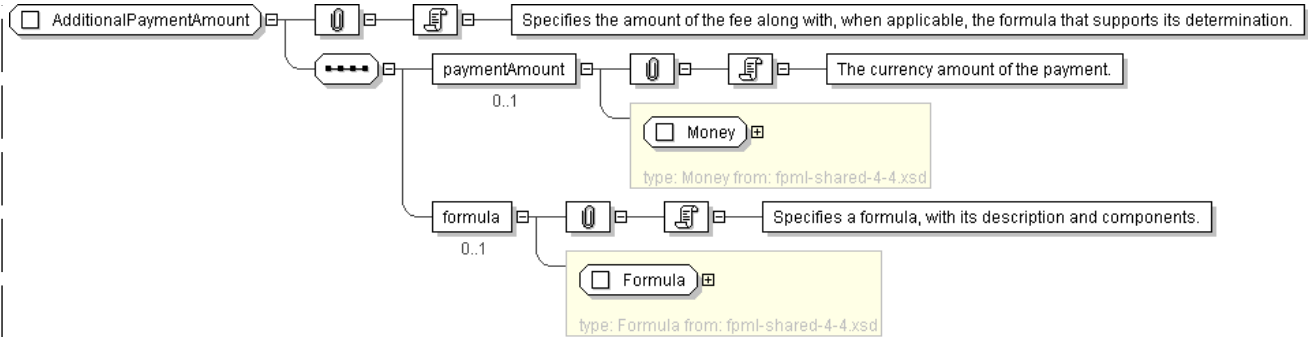 AdditionalPaymentAmount Specifies the amount of the fee along with, when applicable, the formula that supports its determination.
paymentAmount The currency amount of the payment.
0..1
Money
type: Money from: fpml-shared-4-4.xsd
formula Specifies a formula, with its description and components.
0..1
Formula
type: Formula from: fpml-shared-4-4.xsd